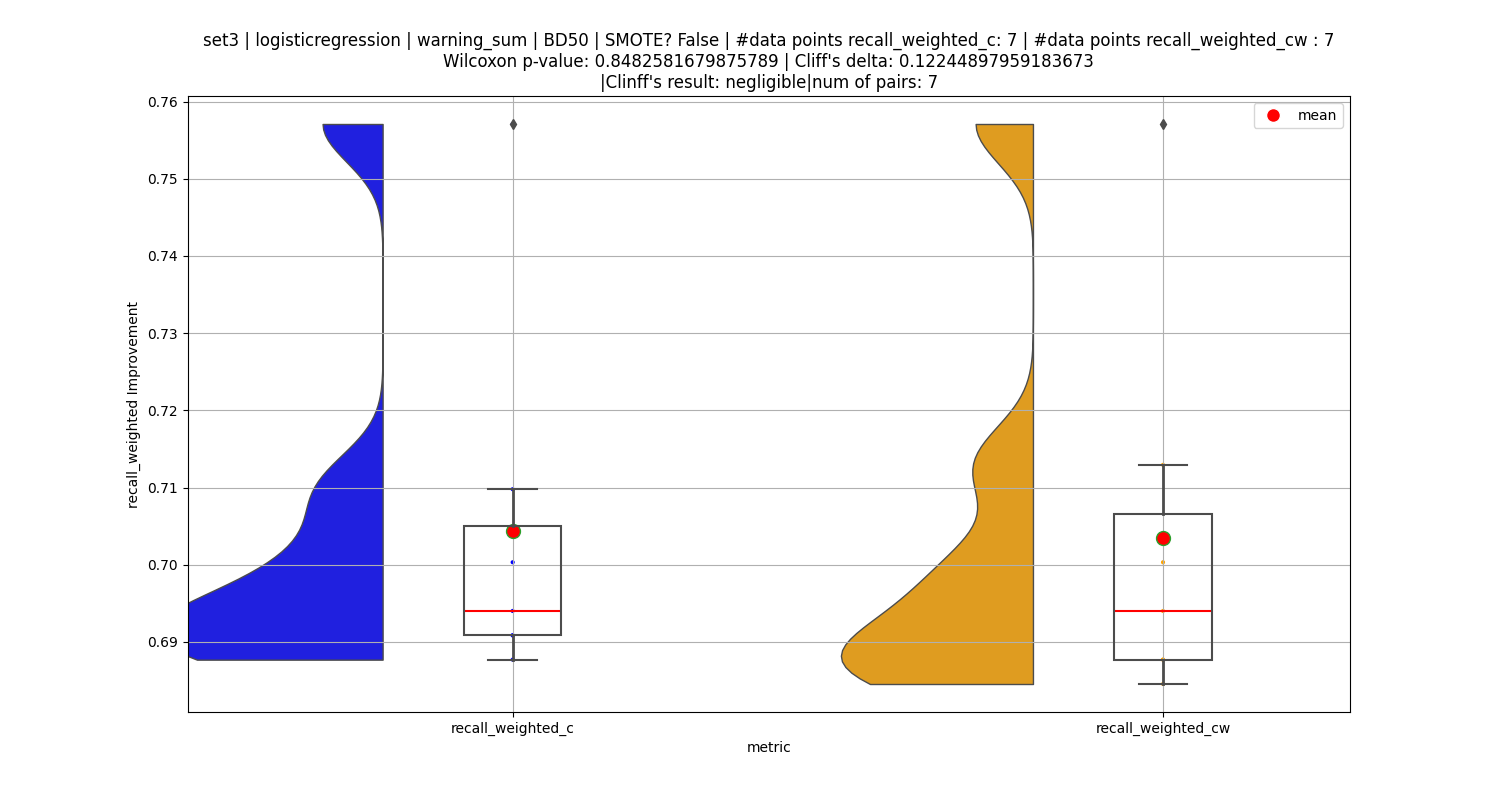 set3 | logisticregression | warning_sum | BD50 | SMOTE? False | #data points recall_weighted_c: 7 | #data points recall_weighted_cw : 7
Wilcoxon p-value: 0.8482581679875789 | Cliff's delta: 0.12244897959183673
|Clinff's result: negligible|num of pairs: 7
mean
0.76
0.75
0.74
0.73
0.72
0.71
0.70
0.69
recall_weighted Improvement
recall_weighted_c
recall_weighted_cw
metric